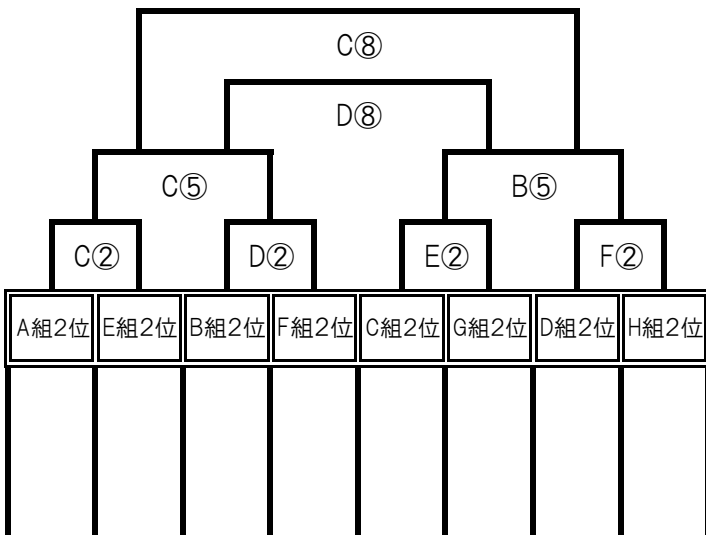 C⑧
D⑧
C⑤ B⑤
C② D② E② F②
A組2位 E組2位 B組2位 F組2位 C組2位 G組2位 D組2位 H組2位